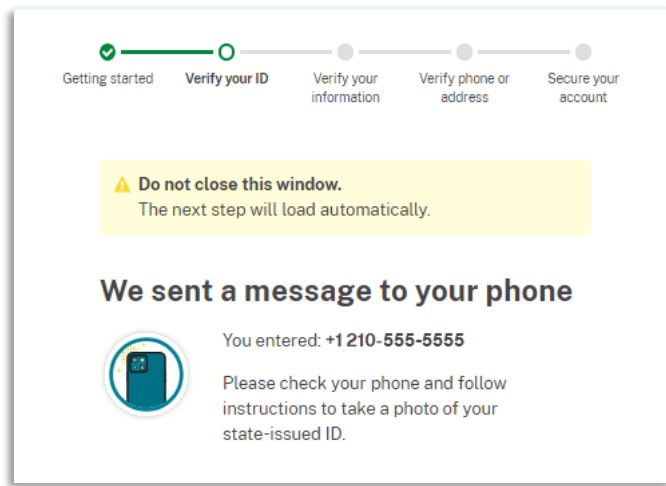 Getting started
Verify your ID
Verify your
information
Verify phone or
address
Secure your
account
Do not close this window.
The next step will load automatically.
We sent a message to your phone
You entered: +1 210-555-5555
Please check your phone and follow
instructions to take a photo of your
state-issued ID.